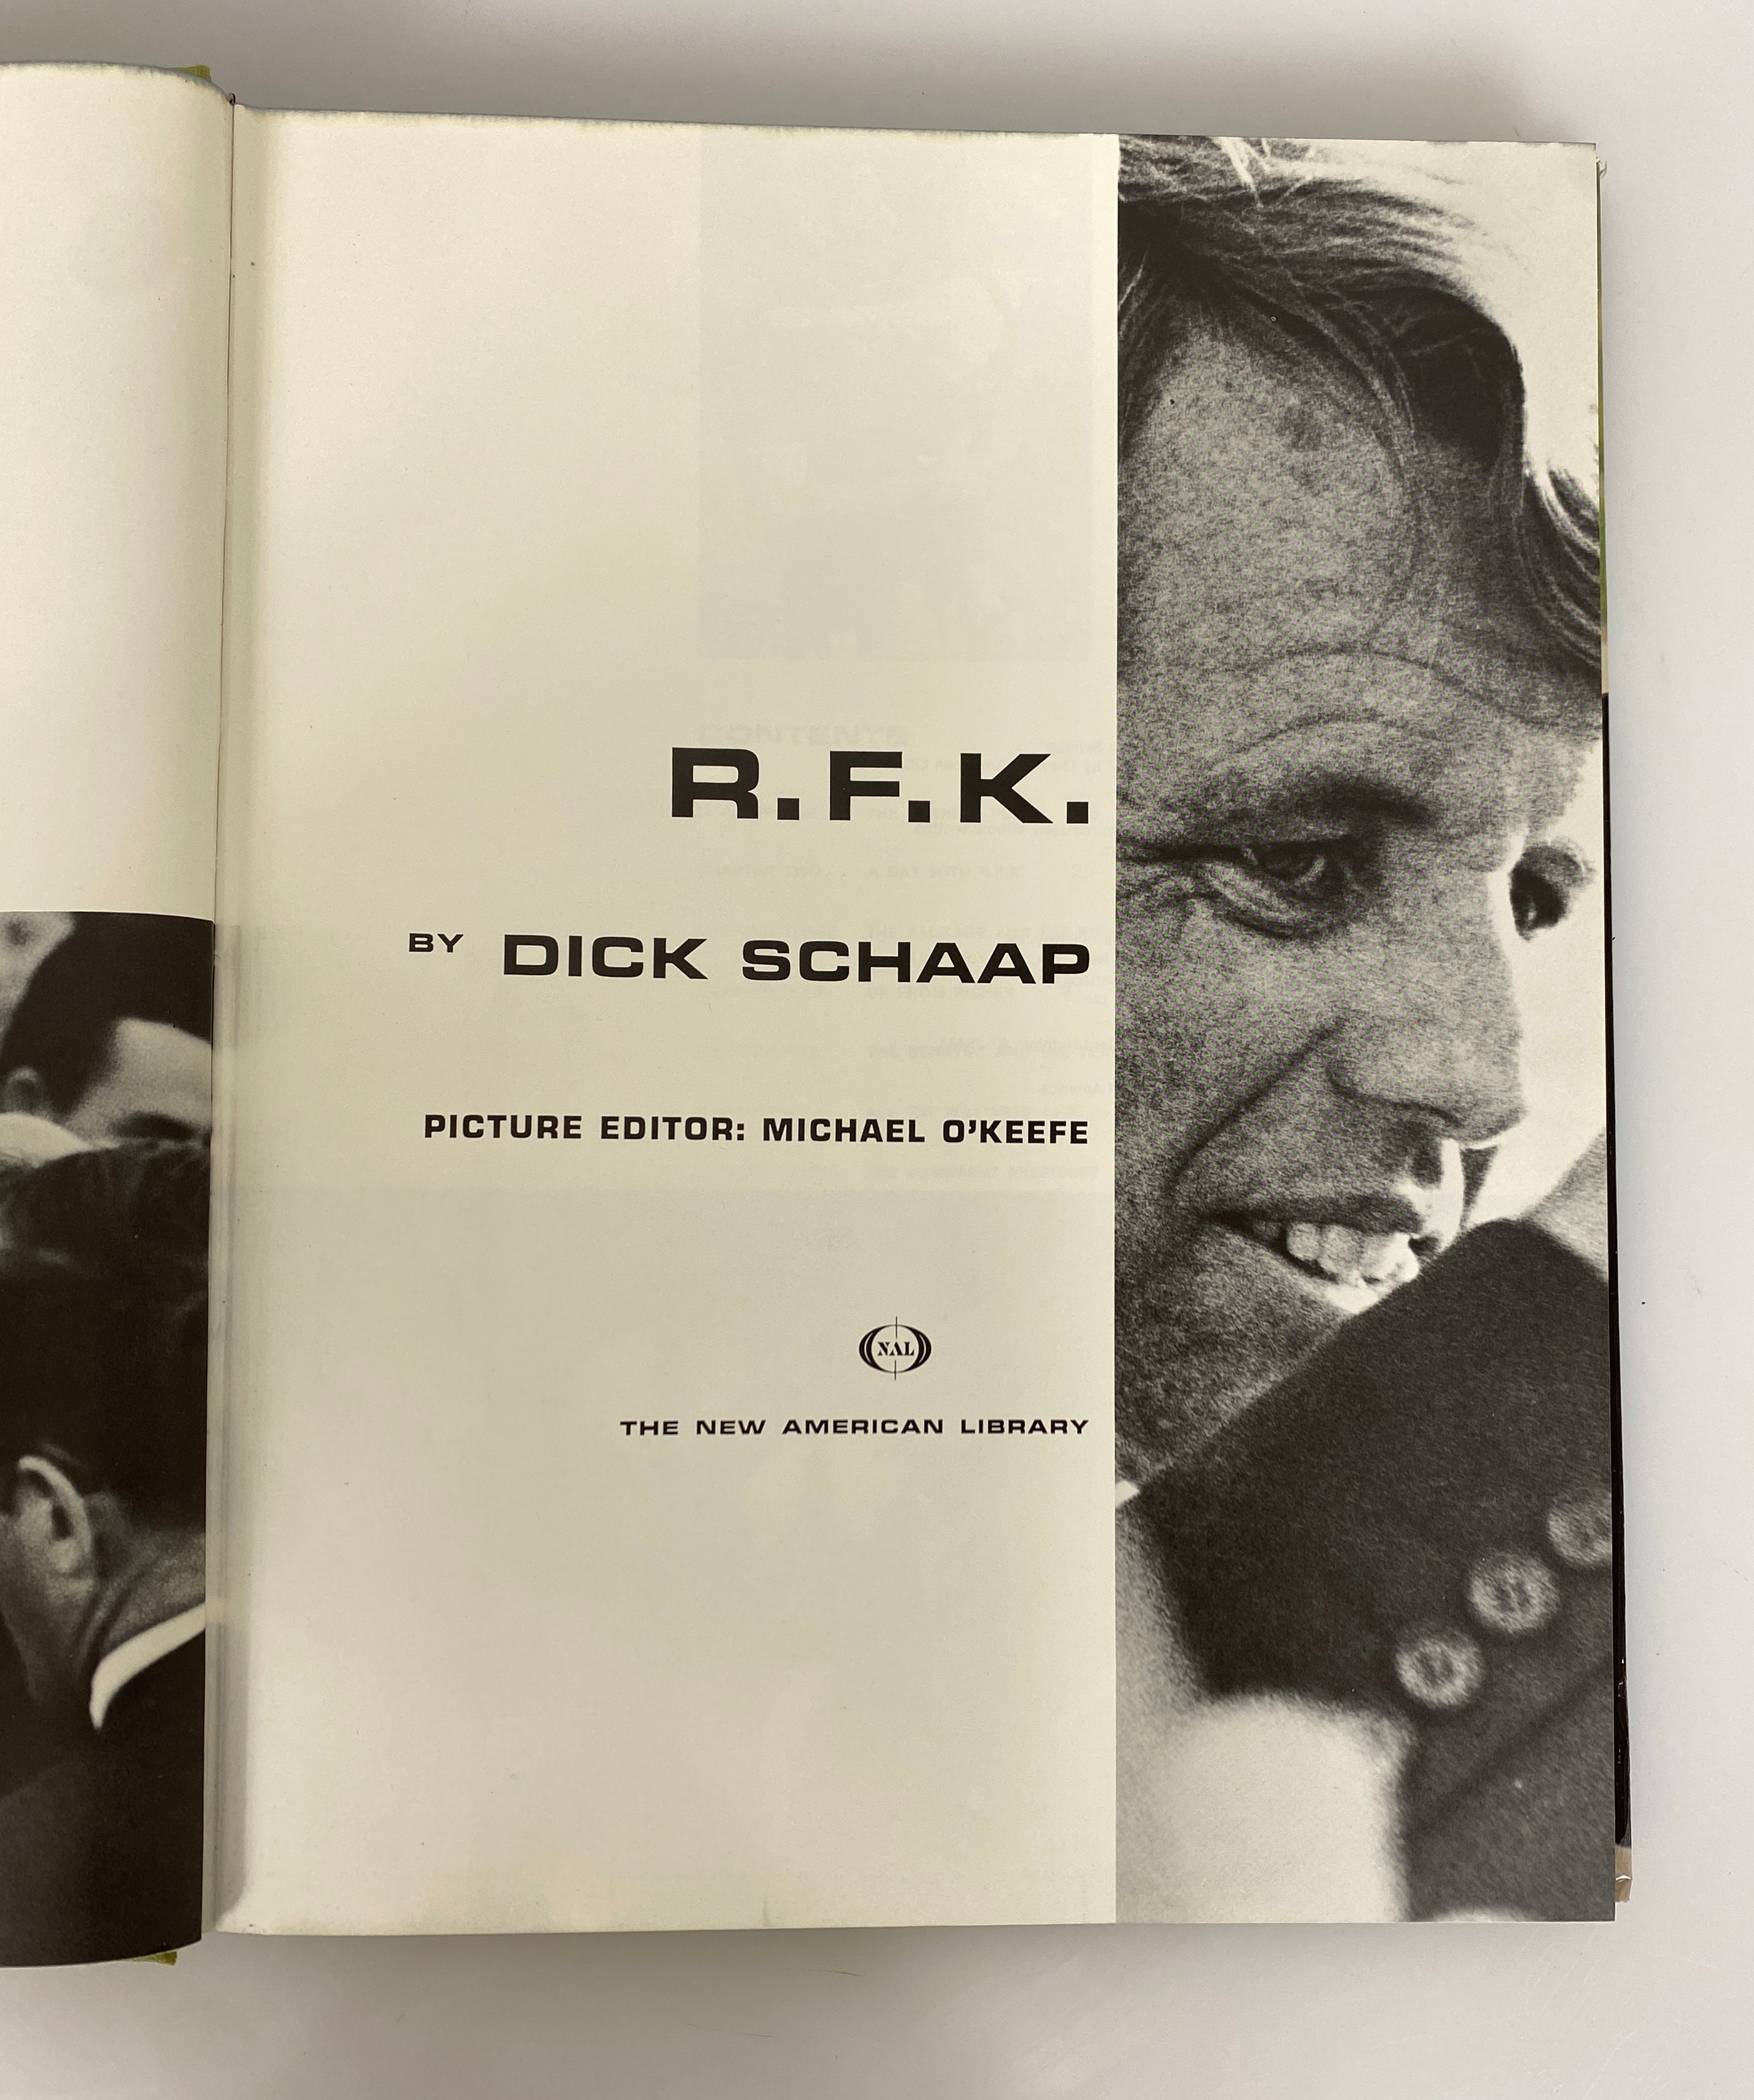 R.F.K.
BY DICK SCHAAP
PICTURE EDITOR: MICHAEL O'KEEFE
NAL
THE NEW AMERICAN LIBRARY